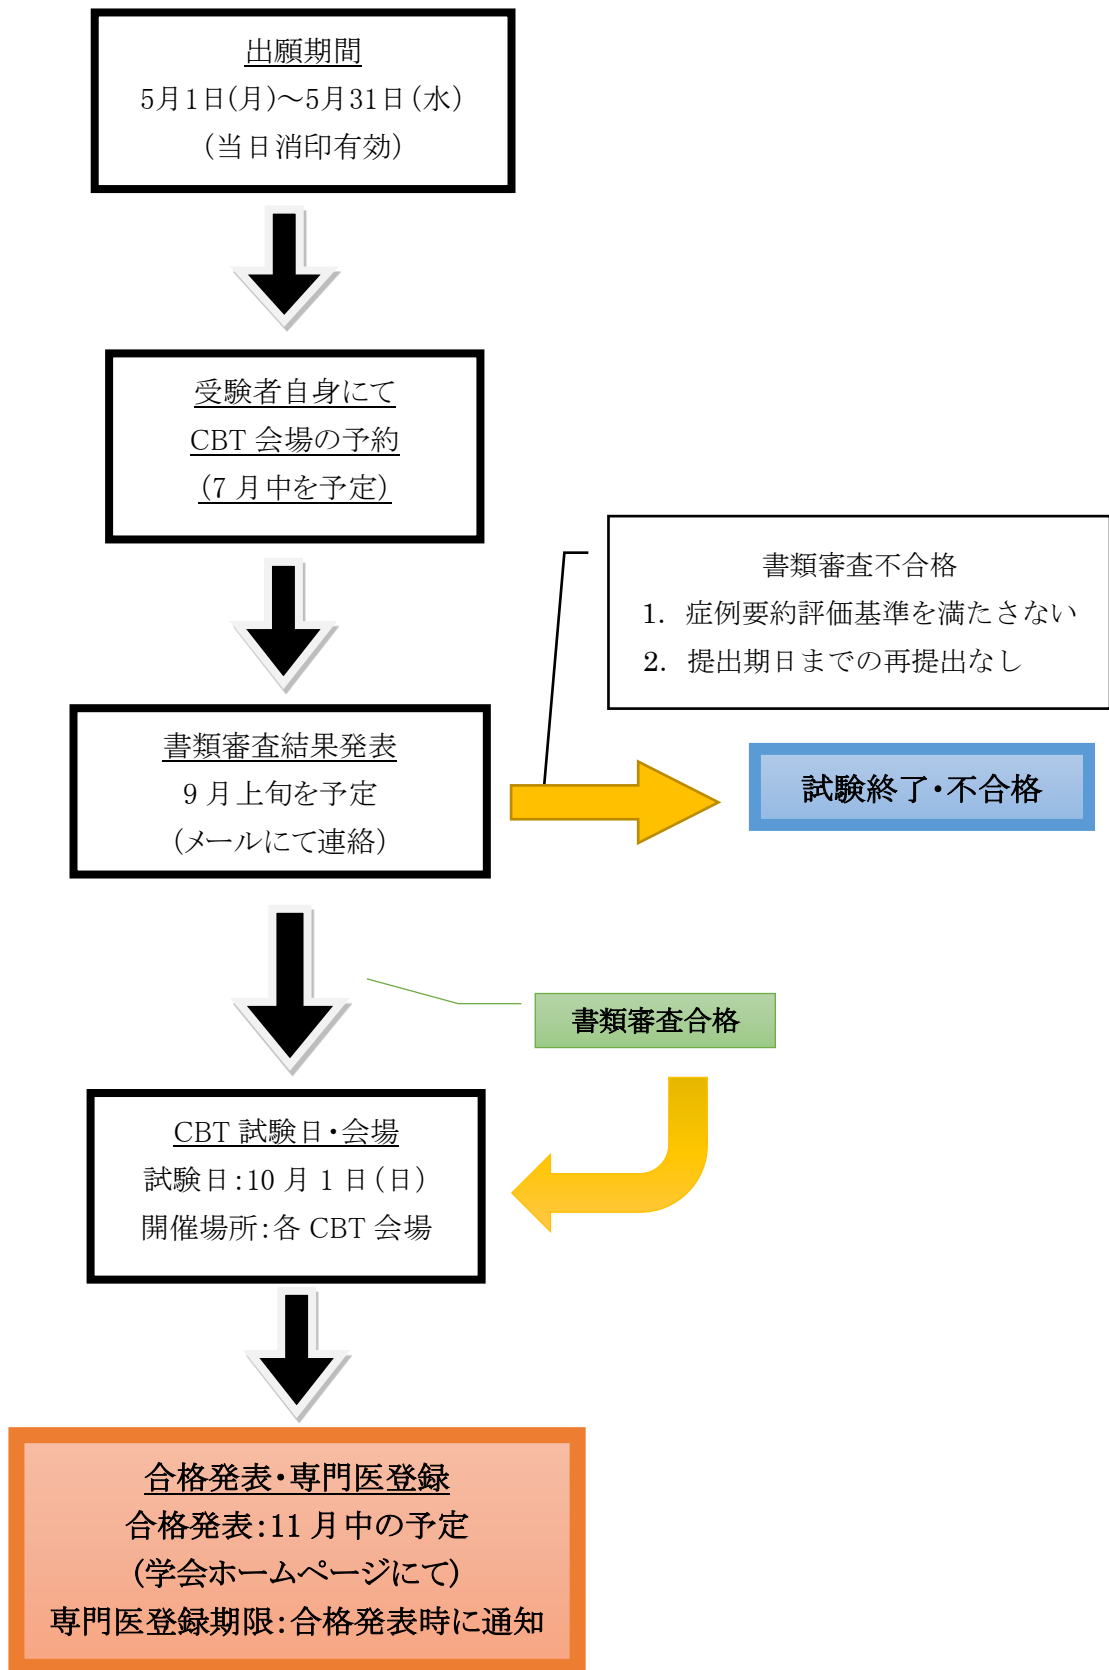 出願期間
5月1日(月)～5月31日(水)
(当日消印有効)
受験者自身にて
CBT 会場の予約
(7 月中を予定)
書類審査不合格
1. 症例要約評価基準を満たさない
2. 提出期日までの再提出なし
書類審査結果発表
9 月上旬を予定
(メールにて連絡)
試験終了・不合格
書類審査合格
CBT 試験日・会場
試験日:10 月 1 日(日)
開催場所:各 CBT 会場
合格発表・専門医登録
合格発表:11 月中の予定
(学会ホームページにて)
専門医登録期限:合格発表時に通知